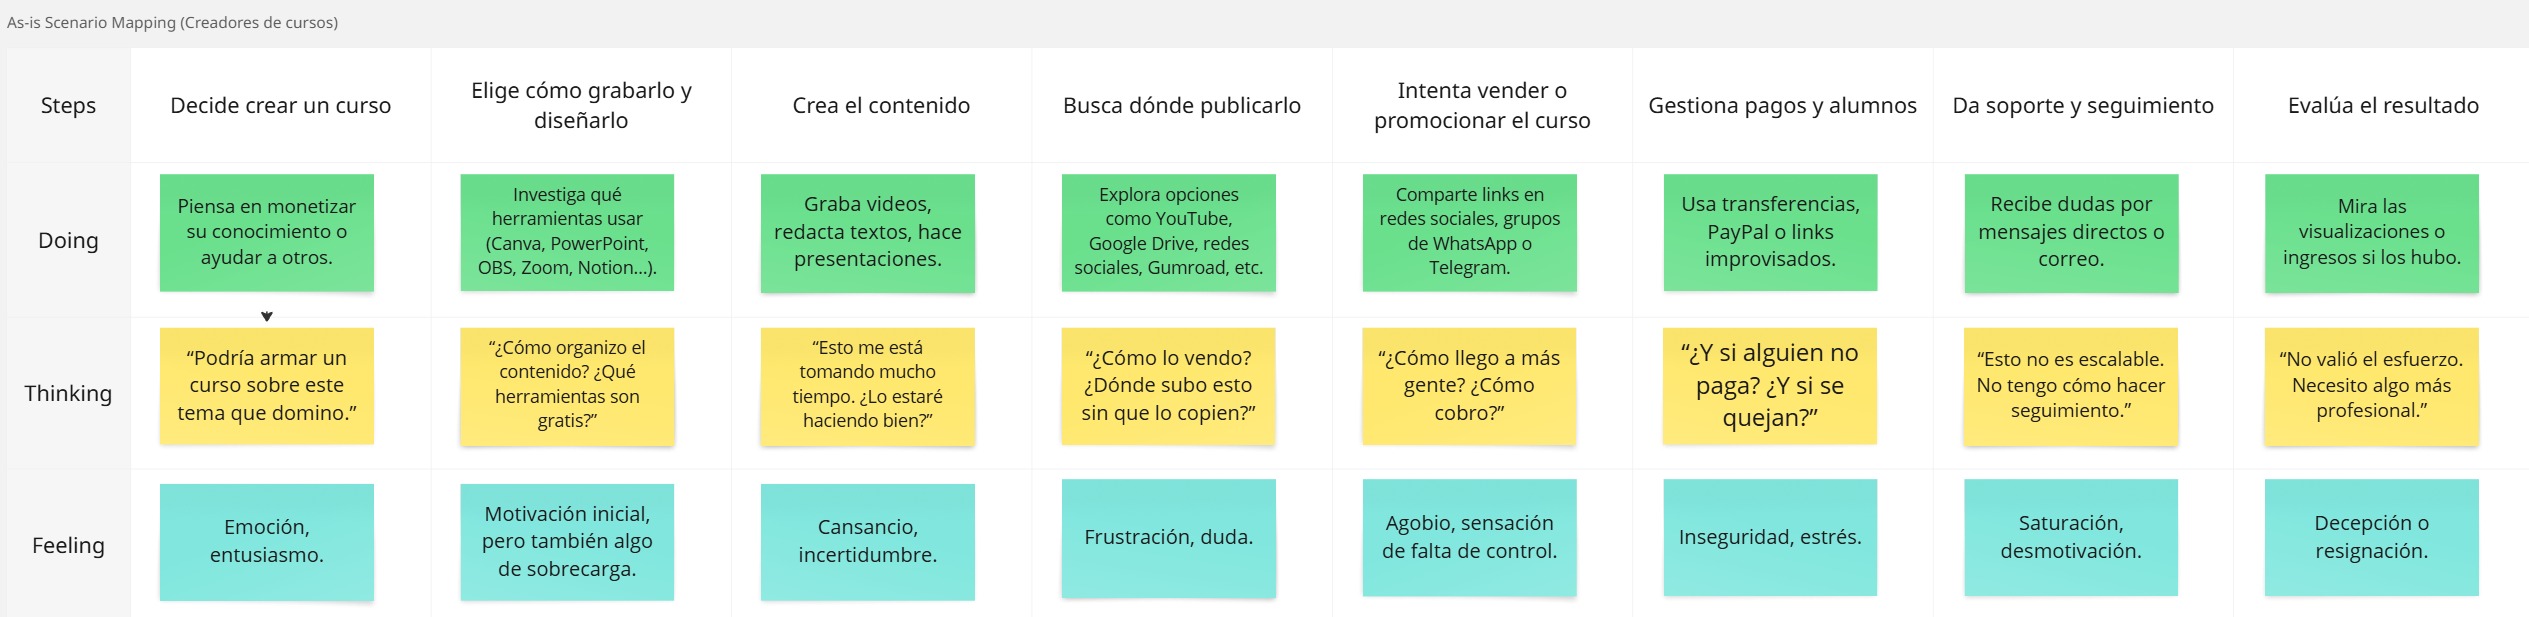 As-is Scenario Mapping (Creadores de cursos)
Steps
Decide crear un curso
Elige cómo grabarlo y
diseñarlo
Crea el contenido
Busca dónde publicarlo
Intenta vender o
promocionar el curso
Gestiona pagos y alumnos
Da soporte y seguimiento
Evalúa el resultado
Doing
Piensa en monetizar
su conocimiento o
ayudar a otros.
Investiga qué
herramientas usar
(Canva, PowerPoint,
OBS, Zoom, Notion...).
Graba videos,
redacta textos, hace
presentaciones.
Explora opciones
como YouTube,
Google Drive, redes
sociales, Gumroad, etc.
Comparte links en
redes sociales, grupos
de WhatsApp o
Telegram.
Usa transferencias,
PayPal o links
improvisados.
Recibe dudas por
mensajes directos o
correo.
Mira las
visualizaciones o
ingresos si los hubo.
Thinking
“Podría armar un
curso sobre este
tema que domino.”
“¿Cómo organizo el
contenido? ¿Qué
herramientas son
gratis?”
“Esto me está
tomando mucho
tiempo. ¿Lo estaré
haciendo bien?”
“¿Cómo lo vendo?
¿Dónde subo esto
sin que lo copien?”
“¿Cómo llego a más
gente? ¿Cómo
cobro?”
“¿Y si alguien no
paga? ¿Y si se
quejan?”
“Esto no es escalable.
No tengo cómo hacer
seguimiento.”
“No valió el esfuerzo.
Necesito algo más
profesional.”
Feeling
Emoción,
entusiasmo.
Motivación inicial,
pero también algo
de sobrecarga.
Cansancio,
incertidumbre.
Frustración, duda.
Agobio, sensación
de falta de control.
Inseguridad, estrés.
Saturación,
desmotivación.
Decepción o
resignación.